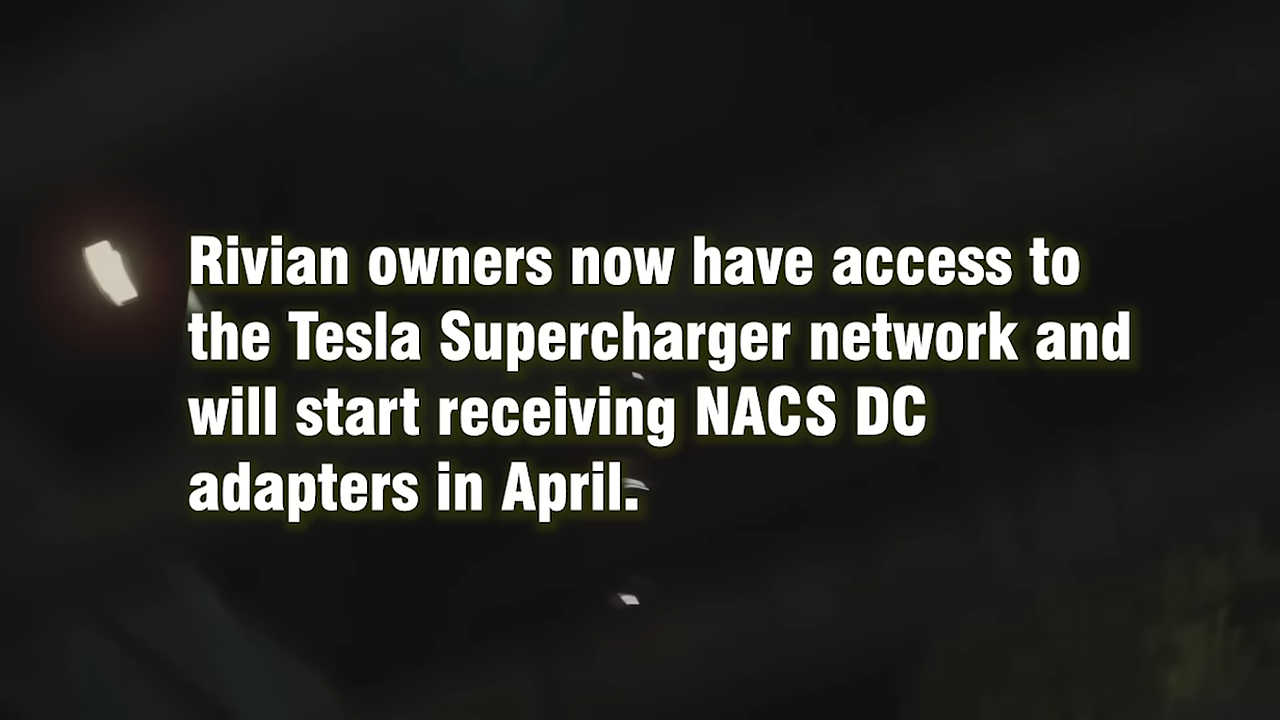 Rivian owners now have access to
the Tesla Supercharger network and
will start receiving NACS DC
adapters in April.